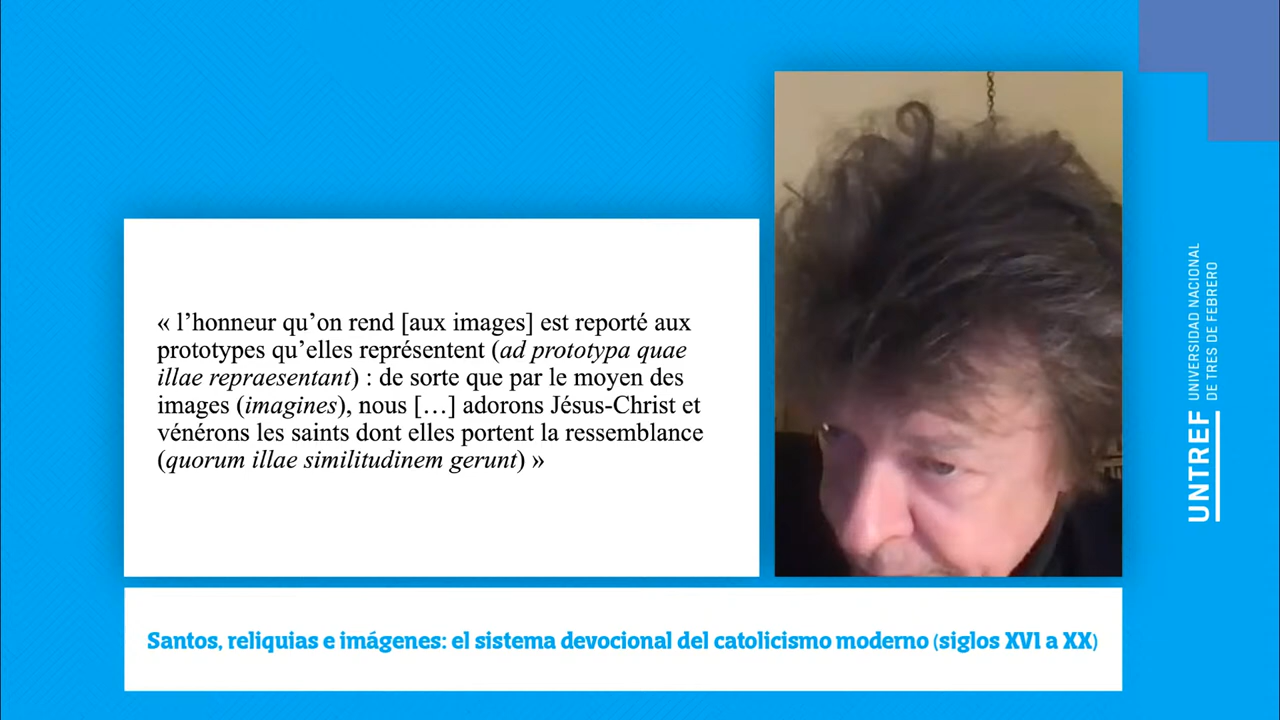 « l’honneur qu’on rend [aux images] est reporté aux
prototypes qu’elles représentent (ad prototypa quae
illae repraesentant) : de sorte que par le moyen des
images (imagines), nous […] adorons Jésus-Christ et
vénérons les saints dont elles portent la ressemblance
(quorum illae similitudinem gerunt) »
UNTREF
UNIVERSIDAD NACIONAL
DE TRES DE FEBRERO
Santos, reliquias e imágenes: el sistema devocional del catolicismo moderno (siglos XVI a XX)